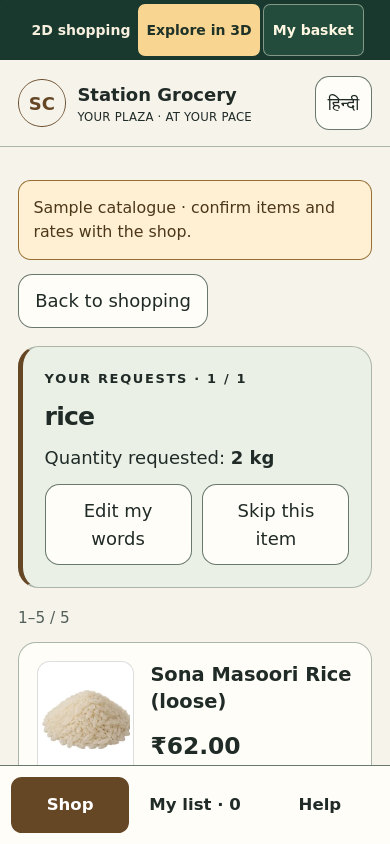 2D shopping Explore in 3D My basket
SC Station Grocery हिन्दी
YOUR PLAZA · AT YOUR PACE
Sample catalogue · confirm items and
rates with the shop.
Back to shopping
YOUR REQUESTS · 1 / 1
rice
Quantity requested: 2 kg
Edit my
words
Skip this
item
1–5 / 5
Sona Masoori Rice
(loose)
₹62.00
Shop My list · 0 Help